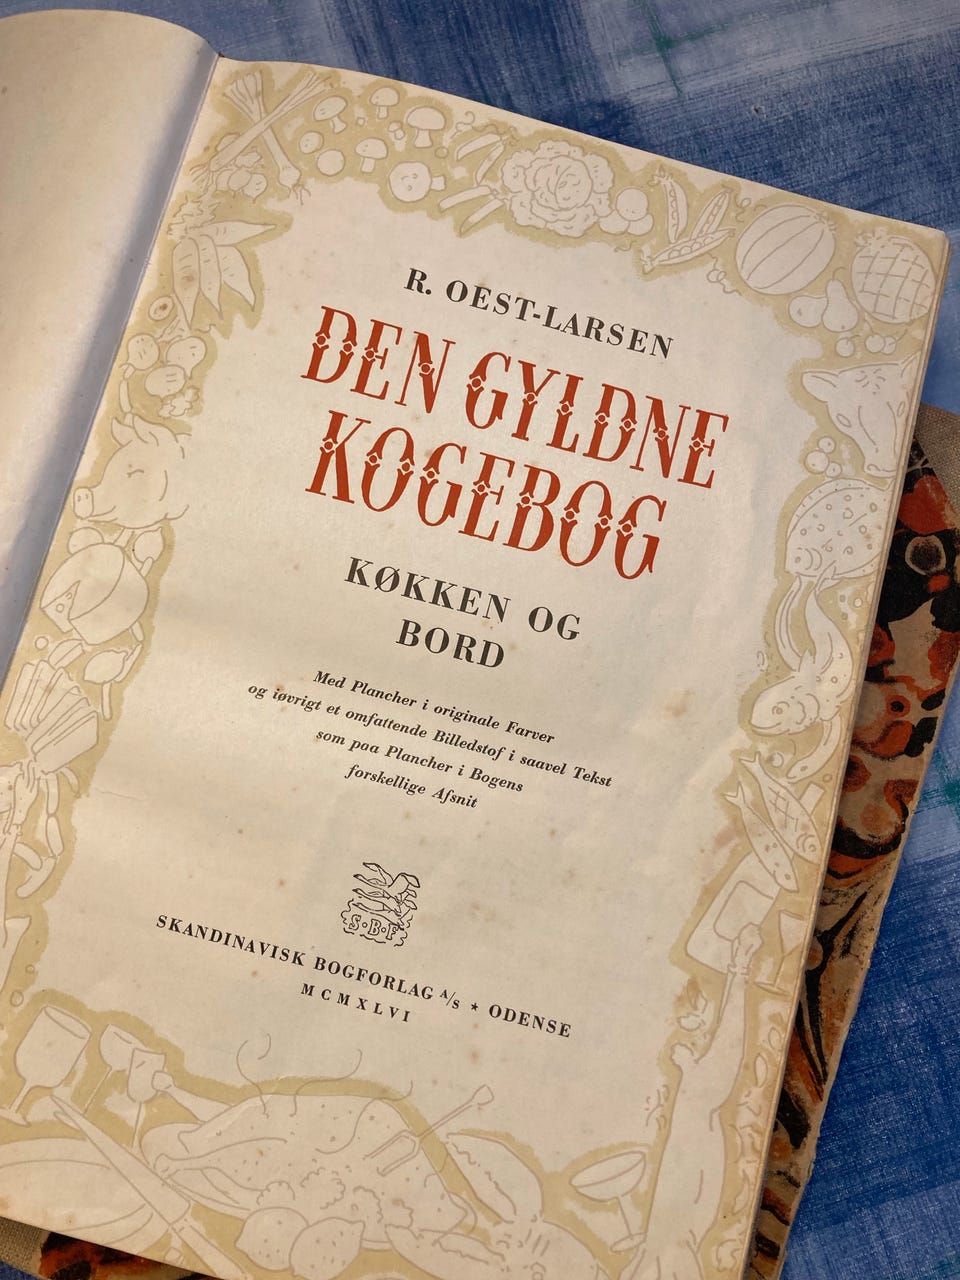 R. OEST-LARSEN
DEN GYLDNE
KOGEBOG
KØKKEN OG
BORD
Med Plancher i originale Farver
og iøvrigt et omfattende Billedstof i saavel Tekst
som paa Plancher i Bogens
forskellige Afsnit
S·B·F
SKANDINAVISK BOGFORLAG A/S ★ ODENSE
MCMXLVI